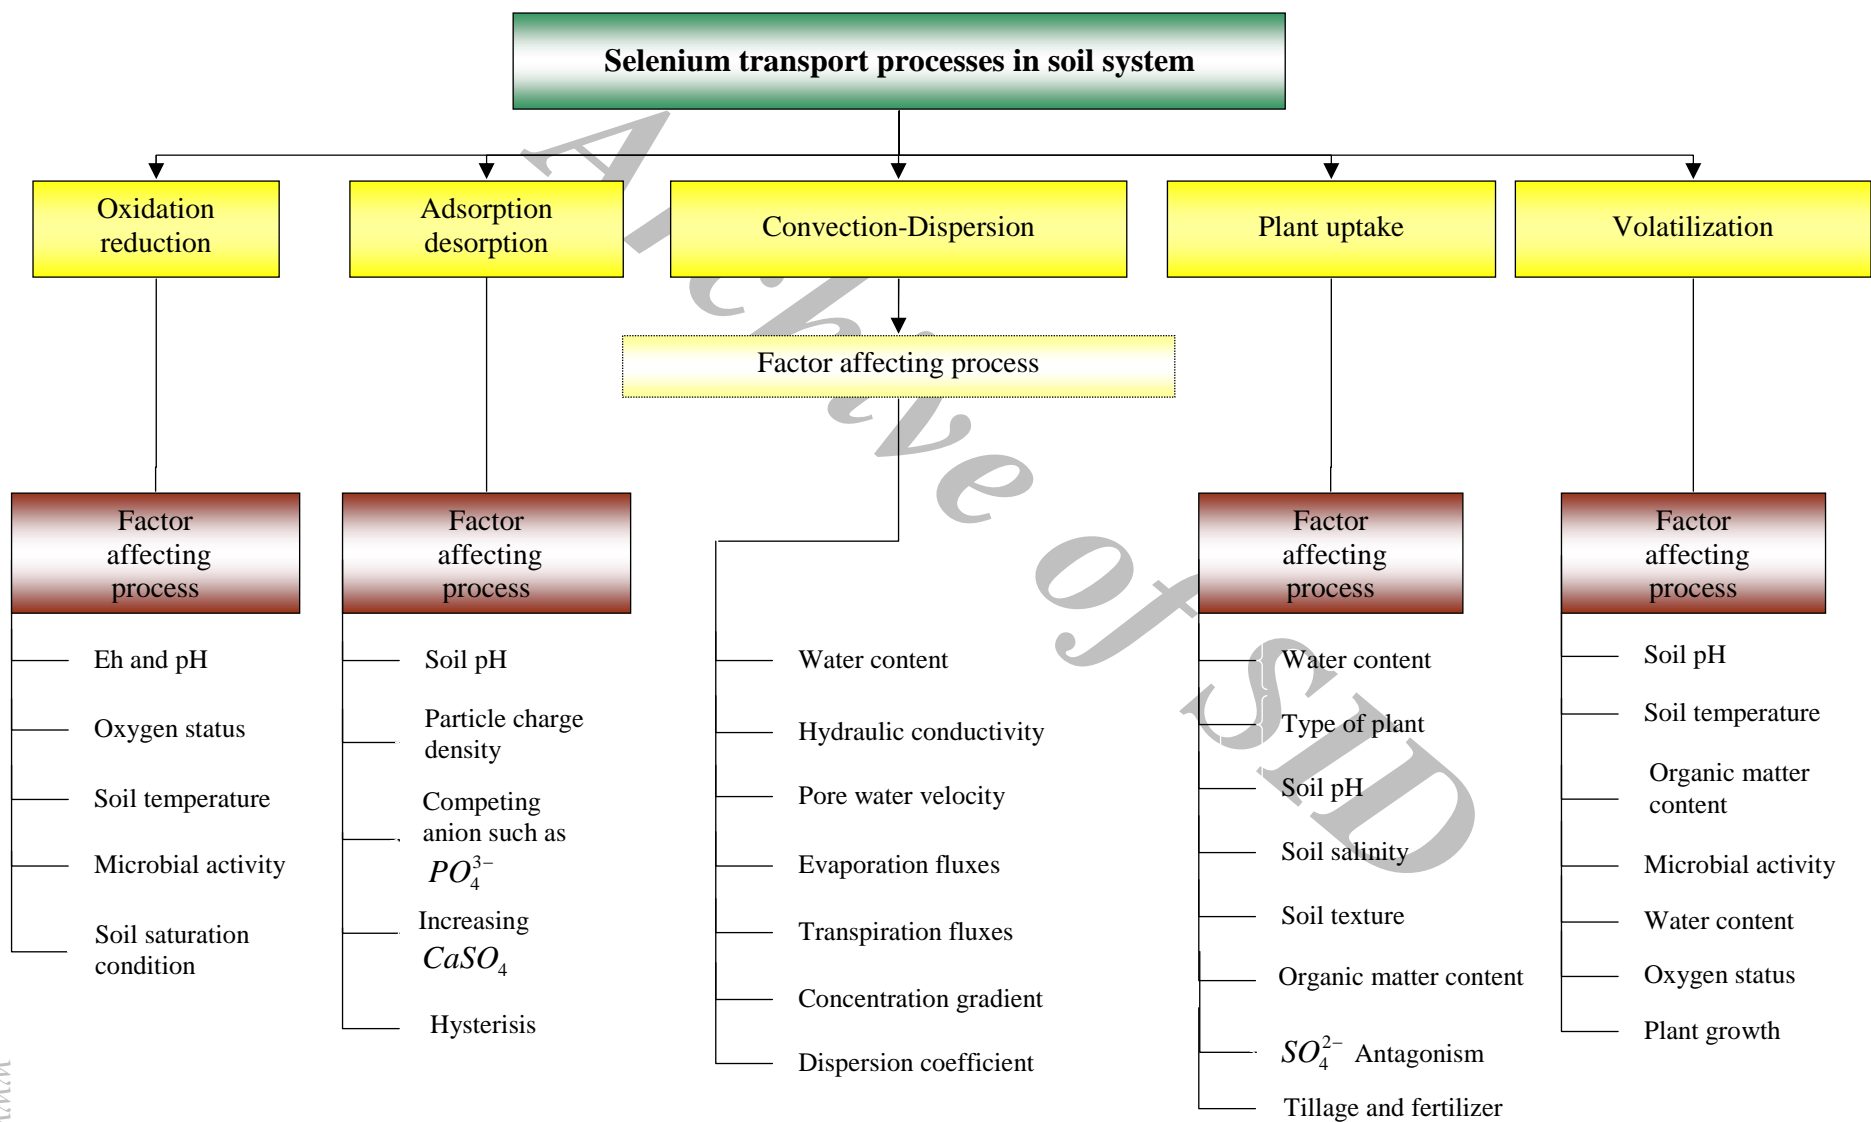 Selenium transport processes in soil system
Oxidation
reduction
Adsorption
desorption
Convection-Dispersion
Plant uptake
Volatilization
Factor affecting process
Factor
affecting
process
Factor
affecting
process
Factor
affecting
process
Factor
affecting
process
Eh and pH
Oxygen status
Soil temperature
Microbial activity
Soil saturation
condition
Soil pH
Particle charge
density
Competing
anion such as
PO₄³⁻
Increasing
CaSO₄
Hysterisis
Water content
Hydraulic conductivity
Pore water velocity
Evaporation fluxes
Transpiration fluxes
Concentration gradient
Dispersion coefficient
Water content
Type of plant
Soil pH
Soil salinity
Soil texture
Organic matter content
SO₄²⁻ Antagonism
Tillage and fertilizer
Soil pH
Soil temperature
Organic matter
content
Microbial activity
Water content
Oxygen status
Plant growth
Archive of SID